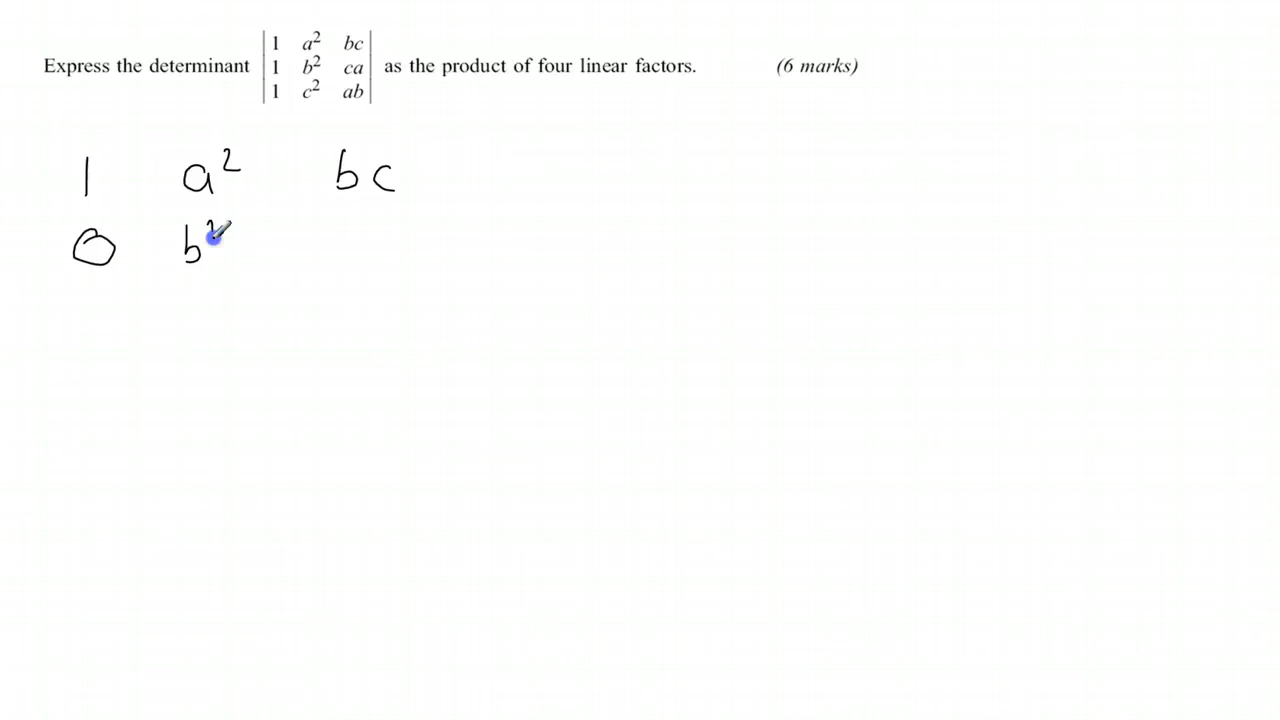 Express the determinant | 1 a² bc |
| 1 b² ca | as the product of four linear factors. (6 marks)
| 1 c² ab |
1 a² bc
0 b²